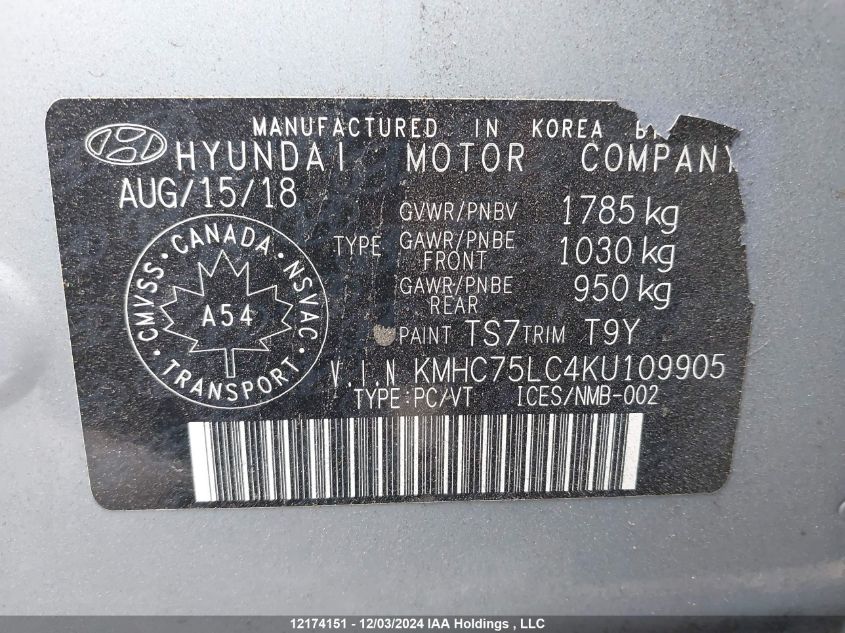 MANUFACTURED IN KOREA
HYUNDAI MOTOR COMPANY
AUG/15/18
GVWR/PNBV 1785 kg
TYPE GAWR/PNBE FRONT 1030 kg
GAWR/PNBE REAR 950 kg
PAINT TS7 TRIM T9Y
CMVSS · CANADA · NSVAC · TRANSPORT ·
A54
V.I.N KMHC75LC4KU109905
TYPE:PC/VT ICES/NMB-002
12174151 - 12/03/2024 IAA Holdings , LLC